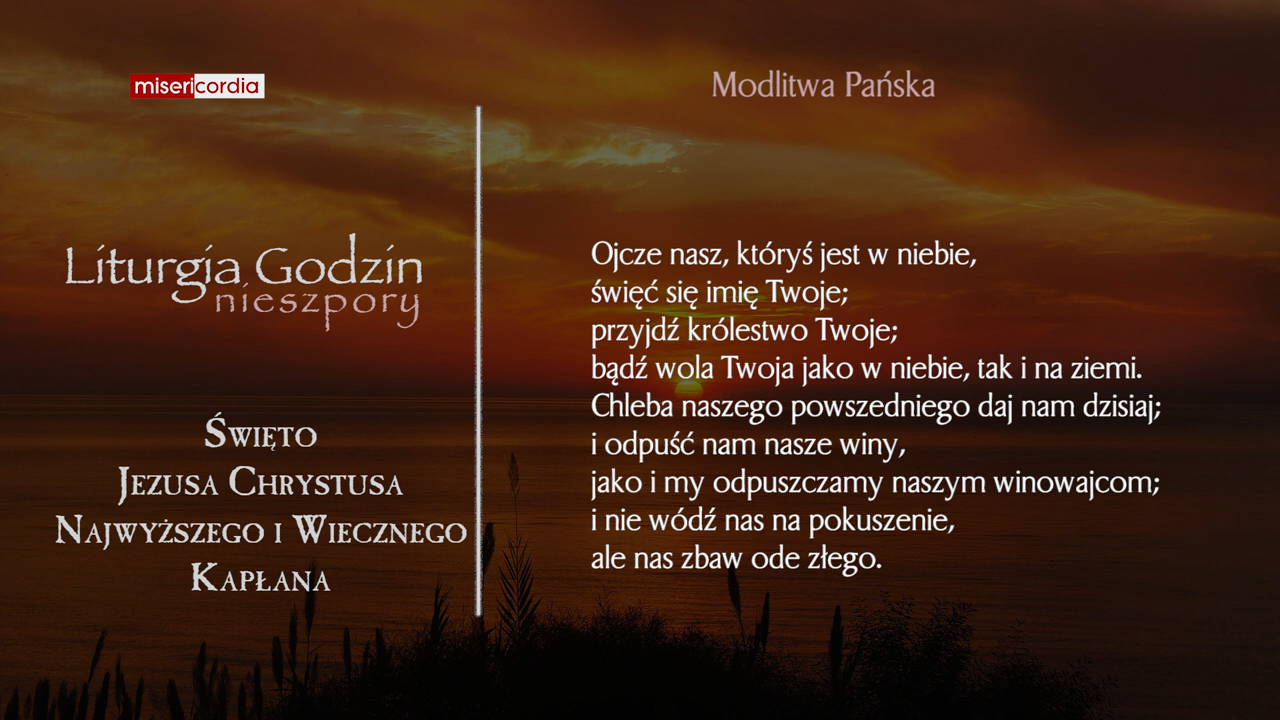 misericordia
Liturgia Godzin
nieszpory
Święto
Jezusa Chrystusa
Najwyższego i Wiecznego
Kapłana
Modlitwa Pańska
Ojcze nasz, któryś jest w niebie,
święć się imię Twoje;
przyjdź królestwo Twoje;
bądź wola Twoja jako w niebie, tak i na ziemi.
Chleba naszego powszedniego daj nam dzisiaj;
i odpuść nam nasze winy,
jako i my odpuszczamy naszym winowajcom;
i nie wódź nas na pokuszenie,
ale nas zbaw ode złego.